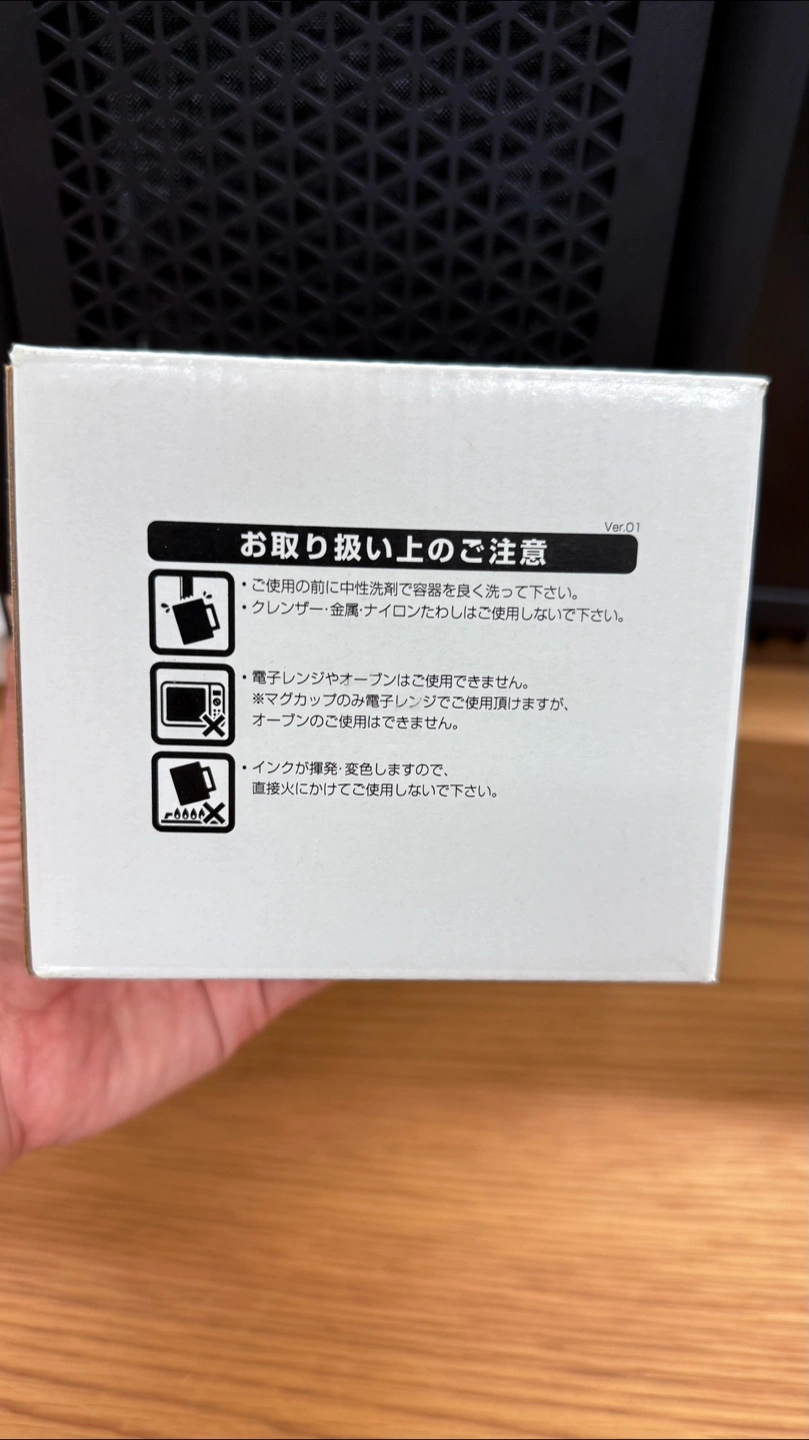 Ver.01
お取り扱い上のご注意
・ご使用の前に中性洗剤で容器を良く洗って下さい。
・クレンザー・金属・ナイロンたわしはご使用しないで下さい。
・電子レンジやオーブンはご使用できません。
※マグカップのみ電子レンジでご使用頂けますが、
オーブンのご使用はできません。
・インクが揮発・変色しますので、
直接火にかけてご使用しないで下さい。